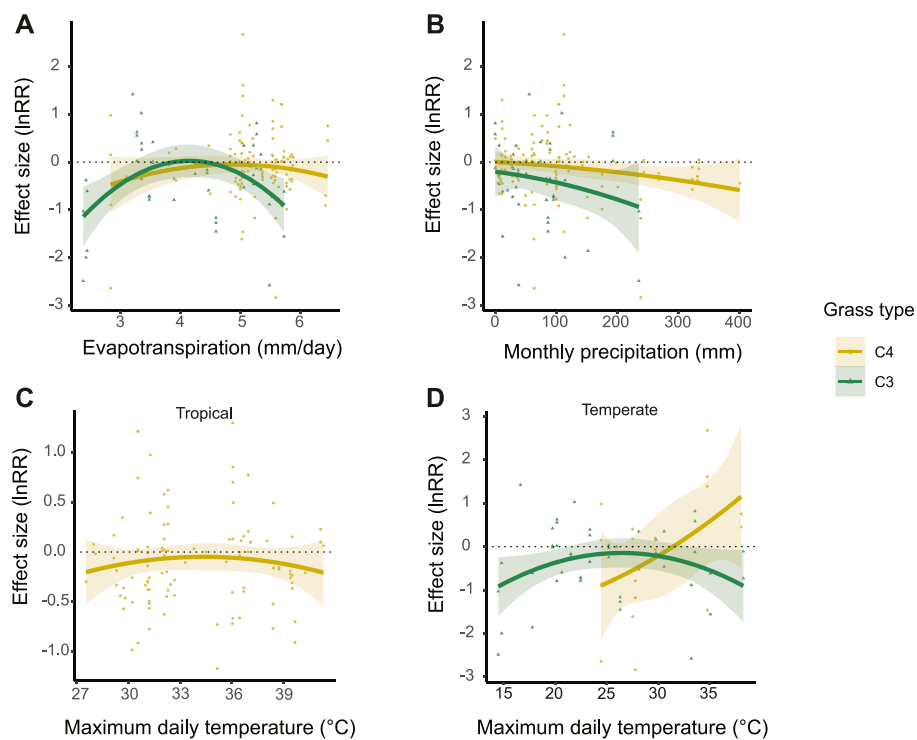 A
Effect size (lnRR)
2
1
0
-1
-2
-3
3
4
5
6
Evapotranspiration (mm/day)
B
Effect size (lnRR)
2
1
0
-1
-2
-3
0
100
200
300
400
Monthly precipitation (mm)
Grass type
C4
C3
C
Tropical
Effect size (lnRR)
1.0
0.5
0.0
-0.5
-1.0
27
30
33
36
39
Maximum daily temperature (°C)
D
Temperate
Effect size (lnRR)
3
2
1
0
-1
-2
-3
15
20
25
30
35
Maximum daily temperature (°C)